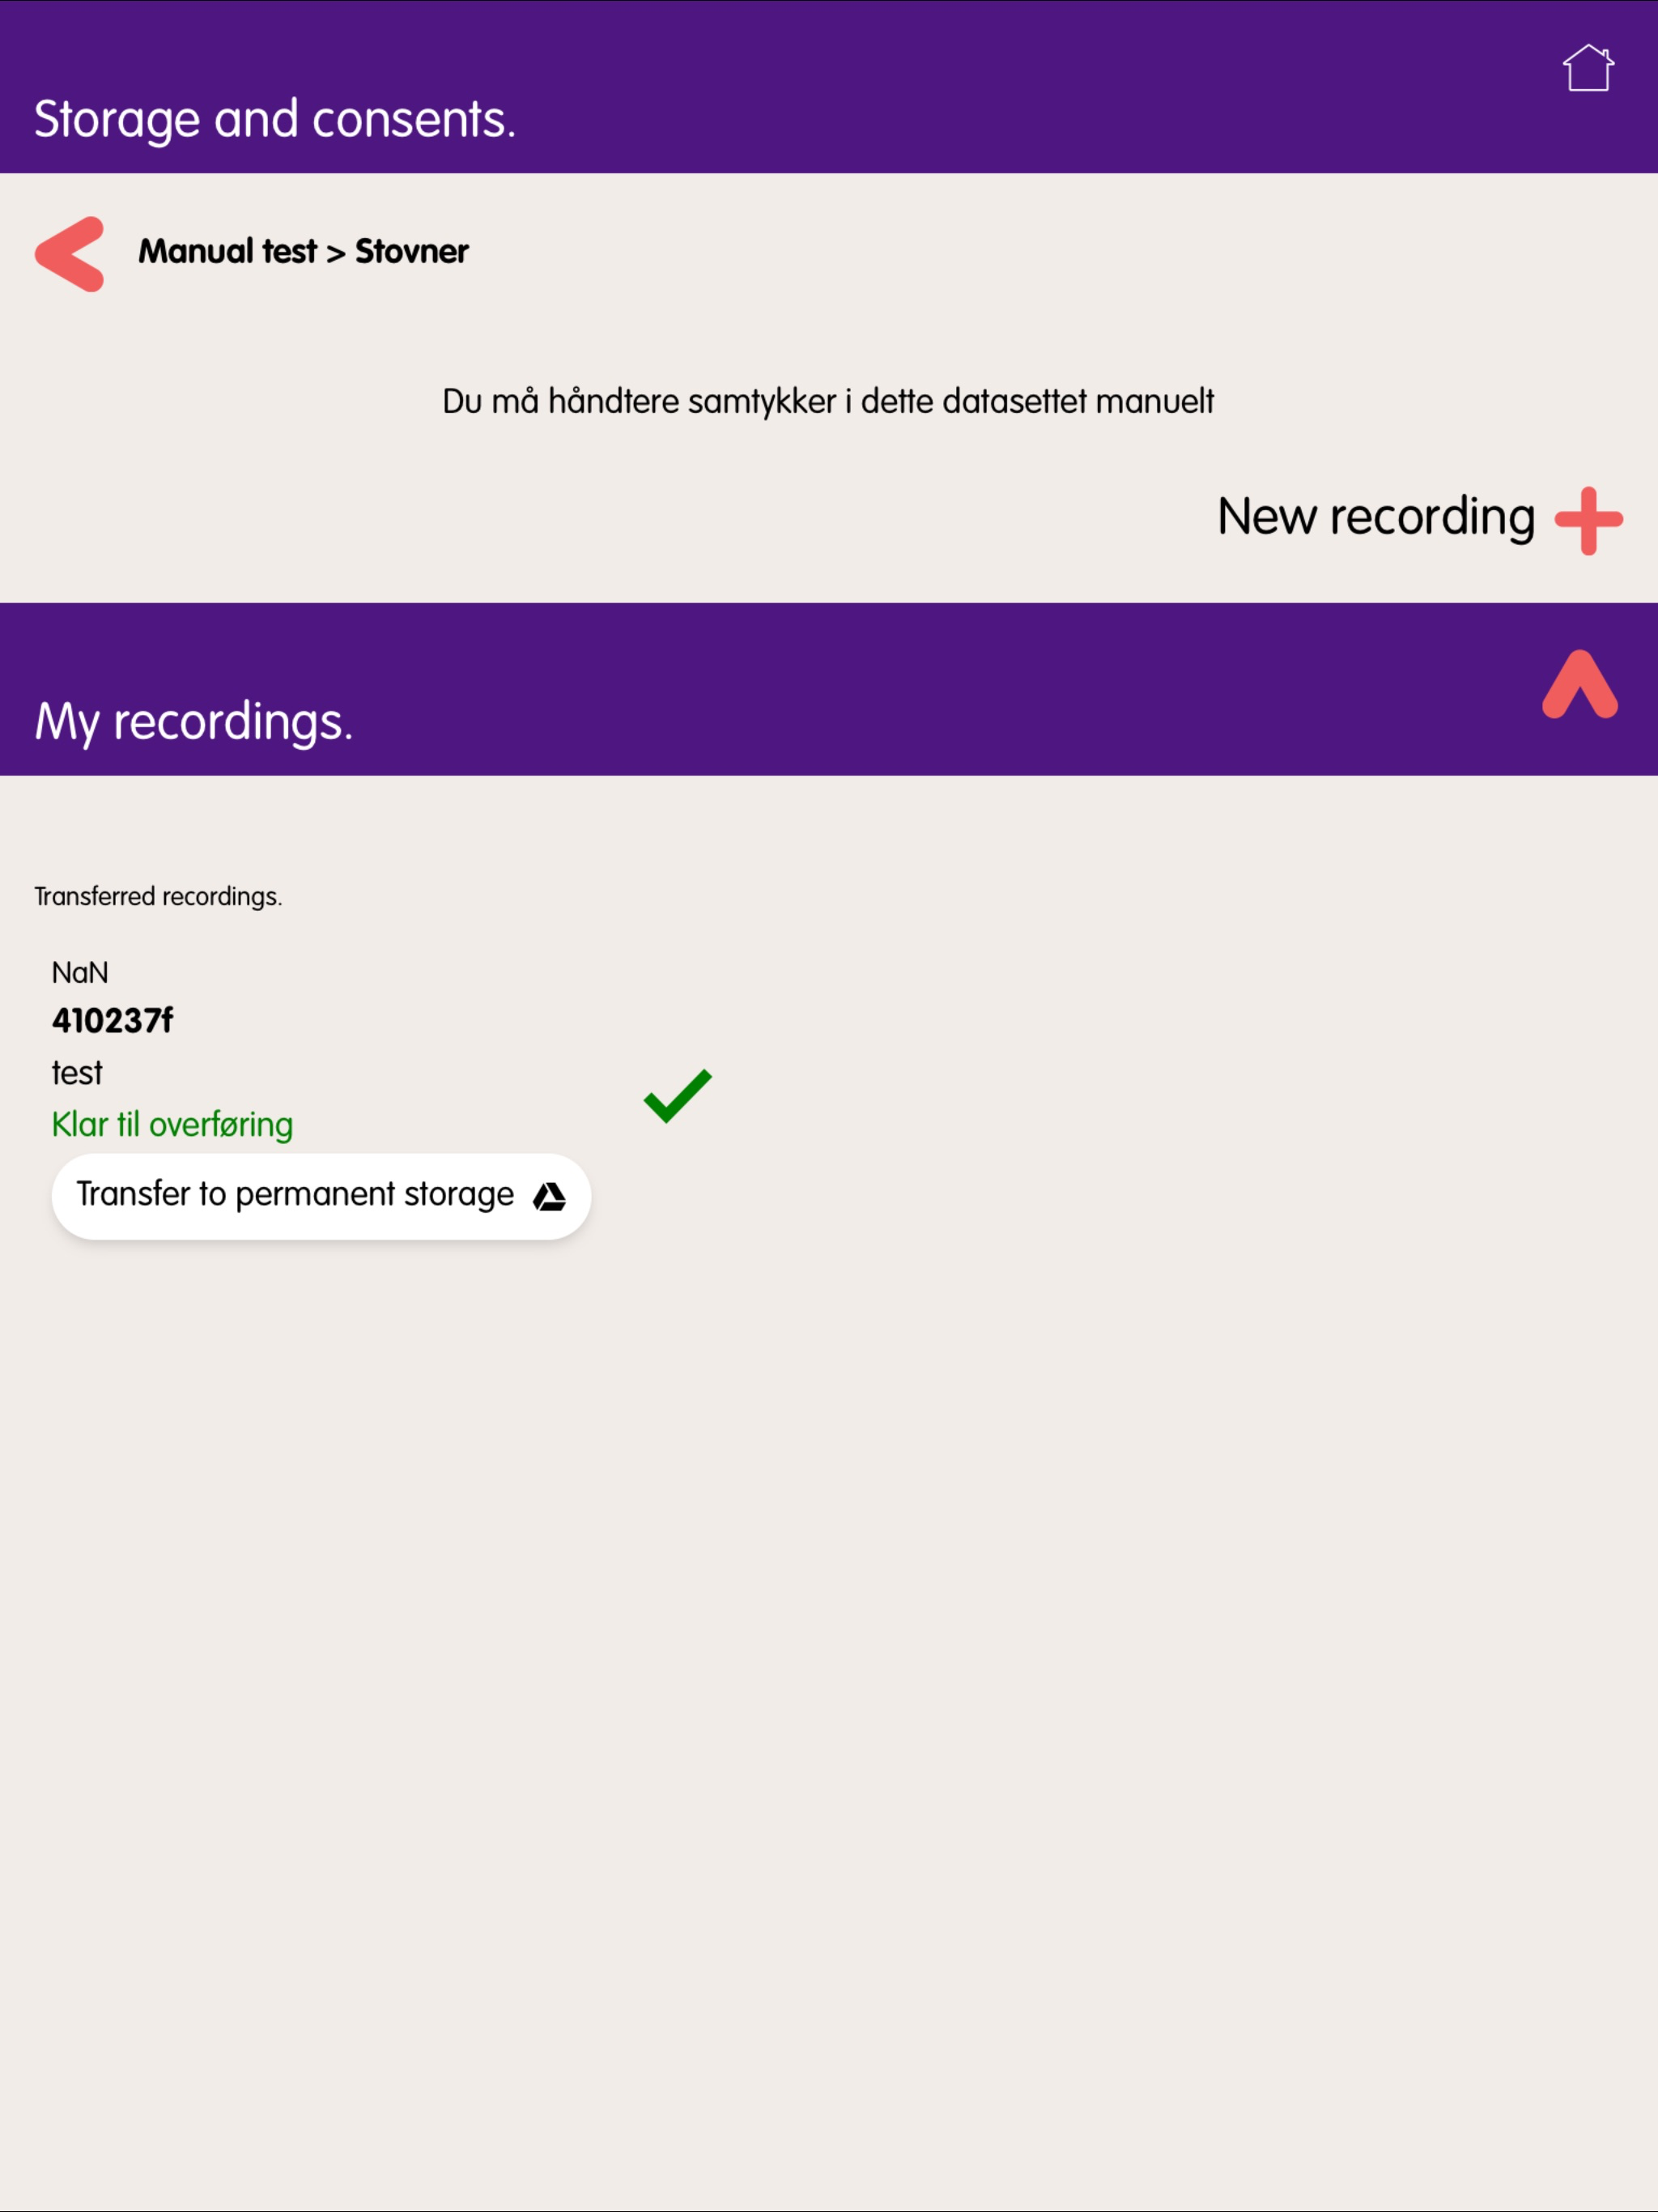 Storage and consents.
Manual test > Stovner
Du må håndtere samtykker i dette datasettet manuelt
New recording
My recordings.
Transferred recordings.
NaN
410237f
test
Klar til overføring
Transfer to permanent storage